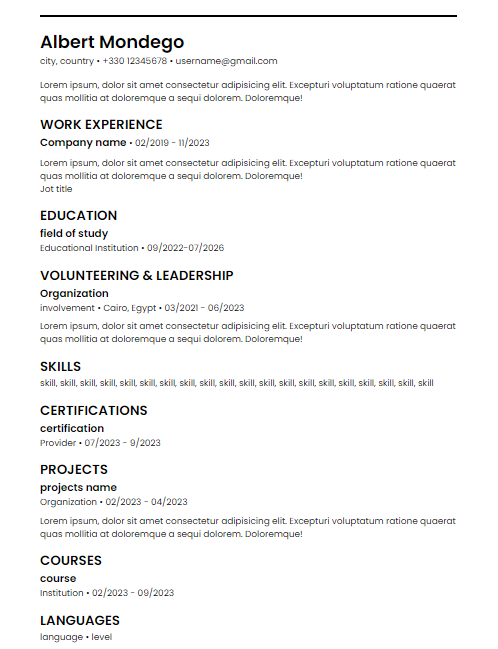 Albert Mondego
city, country • +330 12345678 • username@gmail.com
Lorem ipsum, dolor sit amet consectetur adipisicing elit. Excepturi voluptatum ratione quaerat
quas mollitia at doloremque a sequi dolorem. Doloremque!
WORK EXPERIENCE
Company name • 02/2019 - 11/2023
Lorem ipsum, dolor sit amet consectetur adipisicing elit. Excepturi voluptatum ratione quaerat
quas mollitia at doloremque a sequi dolorem. Doloremque!
Jot title
EDUCATION
field of study
Educational Institution • 09/2022-07/2026
VOLUNTEERING & LEADERSHIP
Organization
involvement • Cairo, Egypt • 03/2021 - 06/2023
Lorem ipsum, dolor sit amet consectetur adipisicing elit. Excepturi voluptatum ratione quaerat
quas mollitia at doloremque a sequi dolorem. Doloremque!
SKILLS
skill, skill, skill, skill, skill, skill, skill, skill, skill, skill, skill, skill, skill, skill, skill, skill, skill, skill, skill, skill
CERTIFICATIONS
certification
Provider • 07/2023 - 9/2023
PROJECTS
projects name
Organization • 02/2023 - 04/2023
Lorem ipsum, dolor sit amet consectetur adipisicing elit. Excepturi voluptatum ratione quaerat
quas mollitia at doloremque a sequi dolorem. Doloremque!
COURSES
course
Institution • 02/2023 - 09/2023
LANGUAGES
language • level